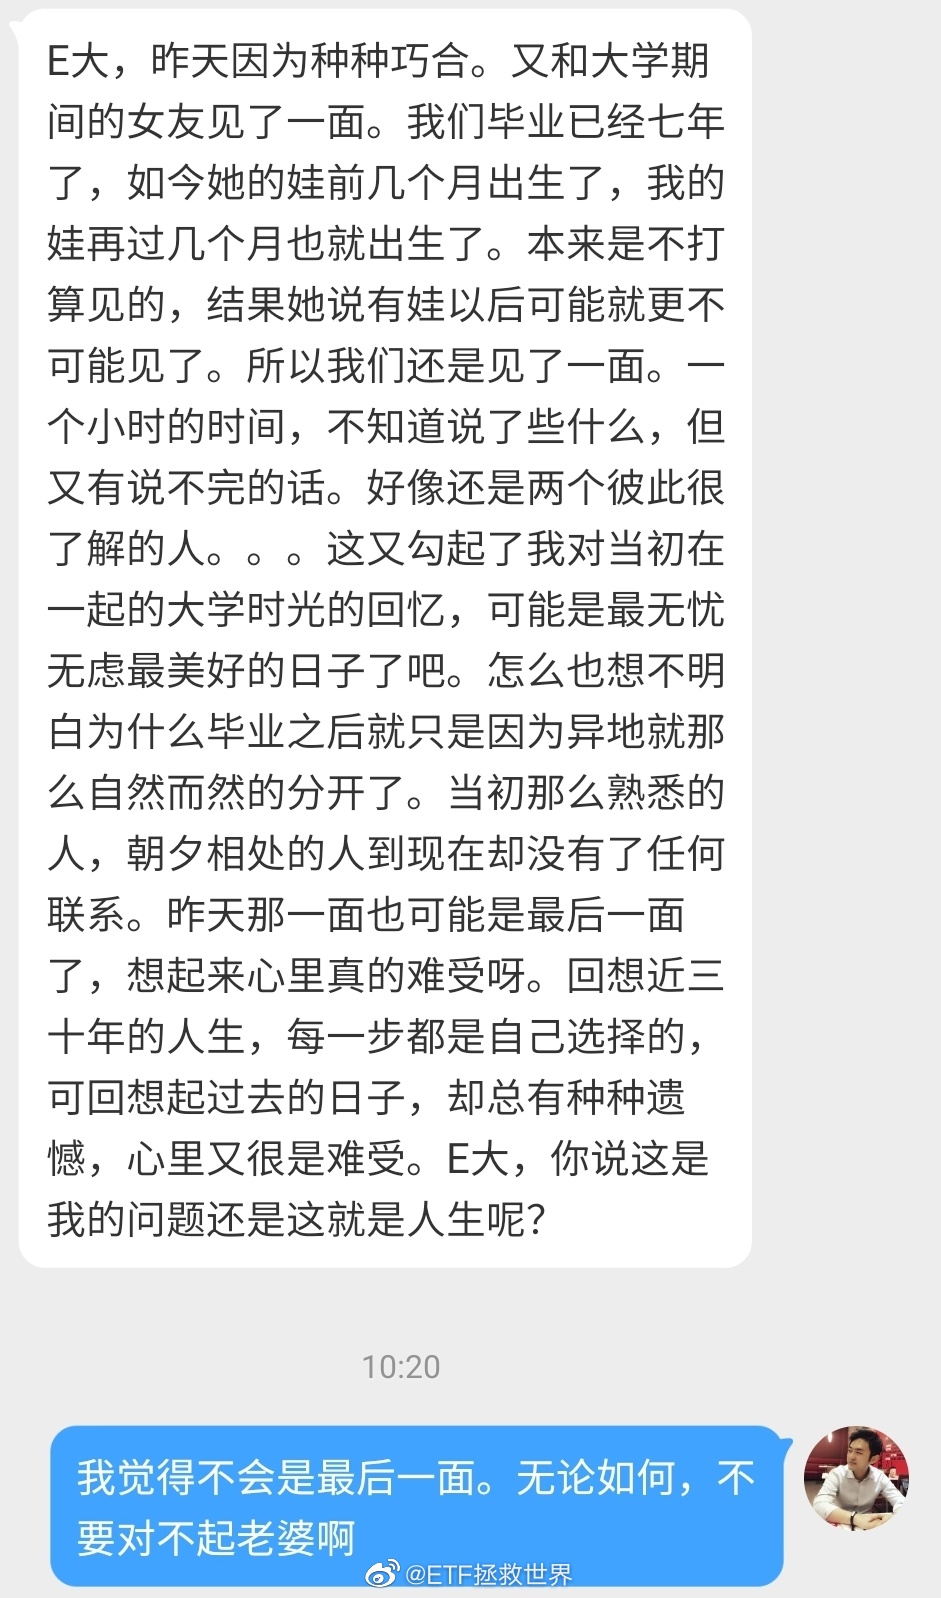 E大，昨天因为种种巧合。又和大学期
间的女友见了一面。我们毕业已经七年
了，如今她的娃前几个月出生了，我的
娃再过几个月也就出生了。本来是不打
算见的，结果她说有娃以后可能就更不
可能见了。所以我们还是见了一面。一
个小时的时间，不知道说了些什么，但
又有说不完的话。好像还是两个彼此很
了解的人。。。这又勾起了我对当初在
一起的大学时光的回忆，可能是最无忧
无虑最美好的日子了吧。怎么也想不明
白为什么毕业之后就只是因为异地就那
么自然而然的分开了。当初那么熟悉的
人，朝夕相处的人到现在却没有了任何
联系。昨天那一面也可能是最后一面
了，想起来心里真的难受呀。回想近三
十年的人生，每一步都是自己选择的，
可回想起过去的日子，却总有种种遗
憾，心里又很是难受。E大，你说这是
我的问题还是这就是人生呢？
10:20
我觉得不会是最后一面。无论如何，不
要对不起老婆啊
@ETF拯救世界